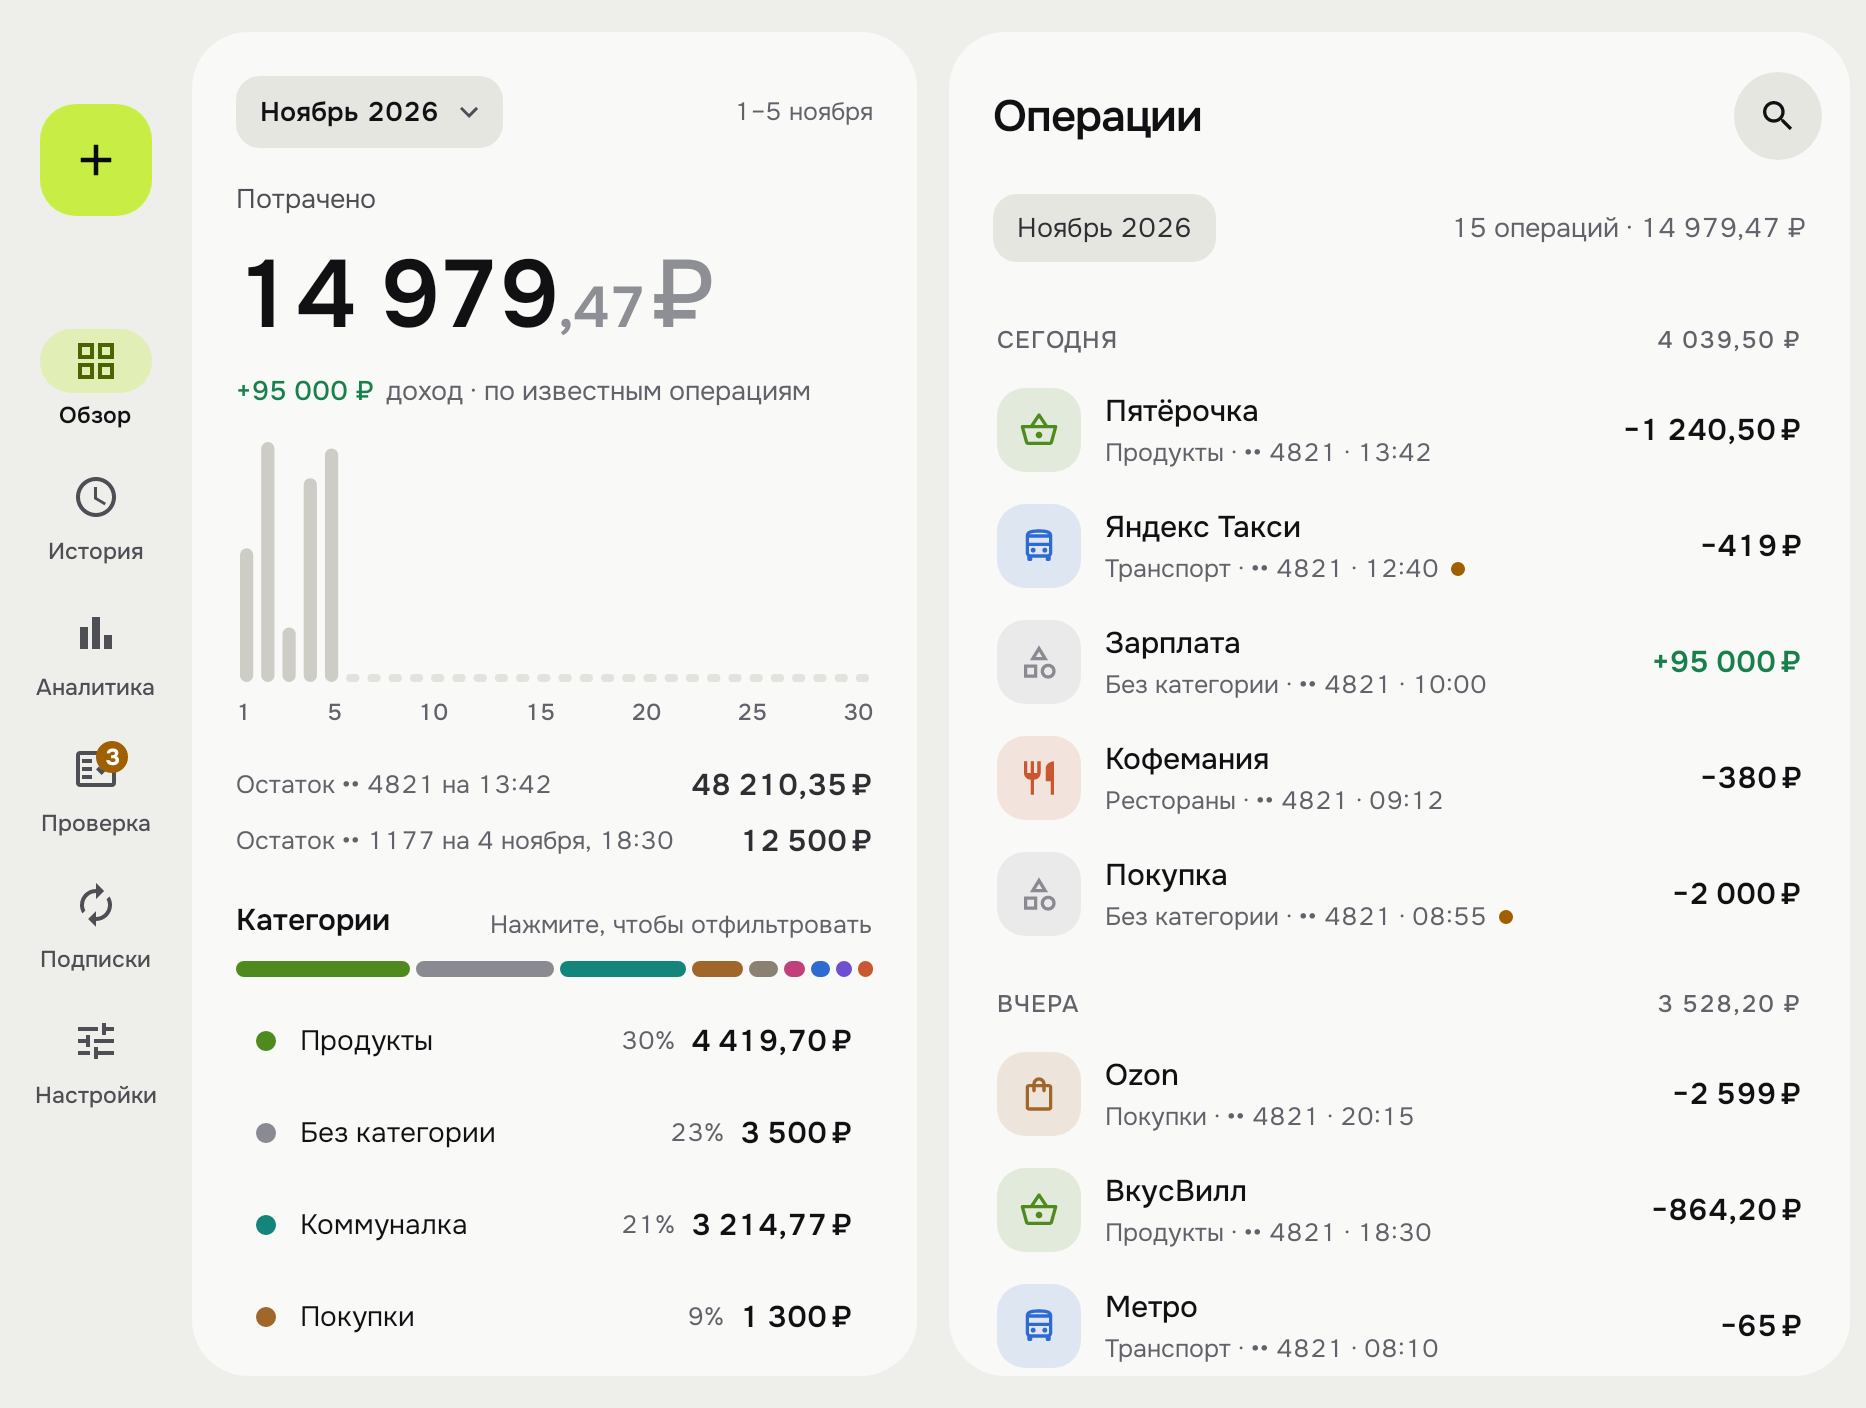 Обзор
История
Аналитика
3
Проверка
Подписки
Настройки
Ноябрь 2026
1–5 ноября
Потрачено
14 979,47 ₽
+95 000 ₽ доход · по известным операциям
1 5 10 15 20 25 30
Остаток •• 4821 на 13:42 48 210,35 ₽
Остаток •• 1177 на 4 ноября, 18:30 12 500 ₽
Категории Нажмите, чтобы отфильтровать
Продукты 30% 4 419,70 ₽
Без категории 23% 3 500 ₽
Коммуналка 21% 3 214,77 ₽
Покупки 9% 1 300 ₽
Операции
Ноябрь 2026 15 операций · 14 979,47 ₽
СЕГОДНЯ 4 039,50 ₽
Пятёрочка
Продукты · •• 4821 · 13:42
−1 240,50 ₽
Яндекс Такси
Транспорт · •• 4821 · 12:40
−419 ₽
Зарплата
Без категории · •• 4821 · 10:00
+95 000 ₽
Кофемания
Рестораны · •• 4821 · 09:12
−380 ₽
Покупка
Без категории · •• 4821 · 08:55
−2 000 ₽
ВЧЕРА 3 528,20 ₽
Ozon
Покупки · •• 4821 · 20:15
−2 599 ₽
ВкусВилл
Продукты · •• 4821 · 18:30
−864,20 ₽
Метро
Транспорт · •• 4821 · 08:10
−65 ₽